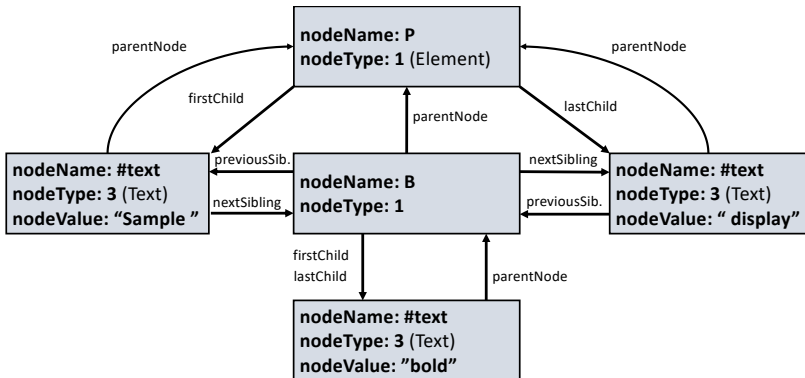 nodeName: P
nodeType: 1 (Element)
parentNode
parentNode
firstChild
parentNode
lastChild
nodeName: #text
nodeType: 3 (Text)
nodeValue: “Sample ”
previousSib.
nextSibling
nodeName: B
nodeType: 1
nextSibling
previousSib.
nodeName: #text
nodeType: 3 (Text)
nodeValue: “ display”
firstChild
lastChild
parentNode
nodeName: #text
nodeType: 3 (Text)
nodeValue: ”bold”